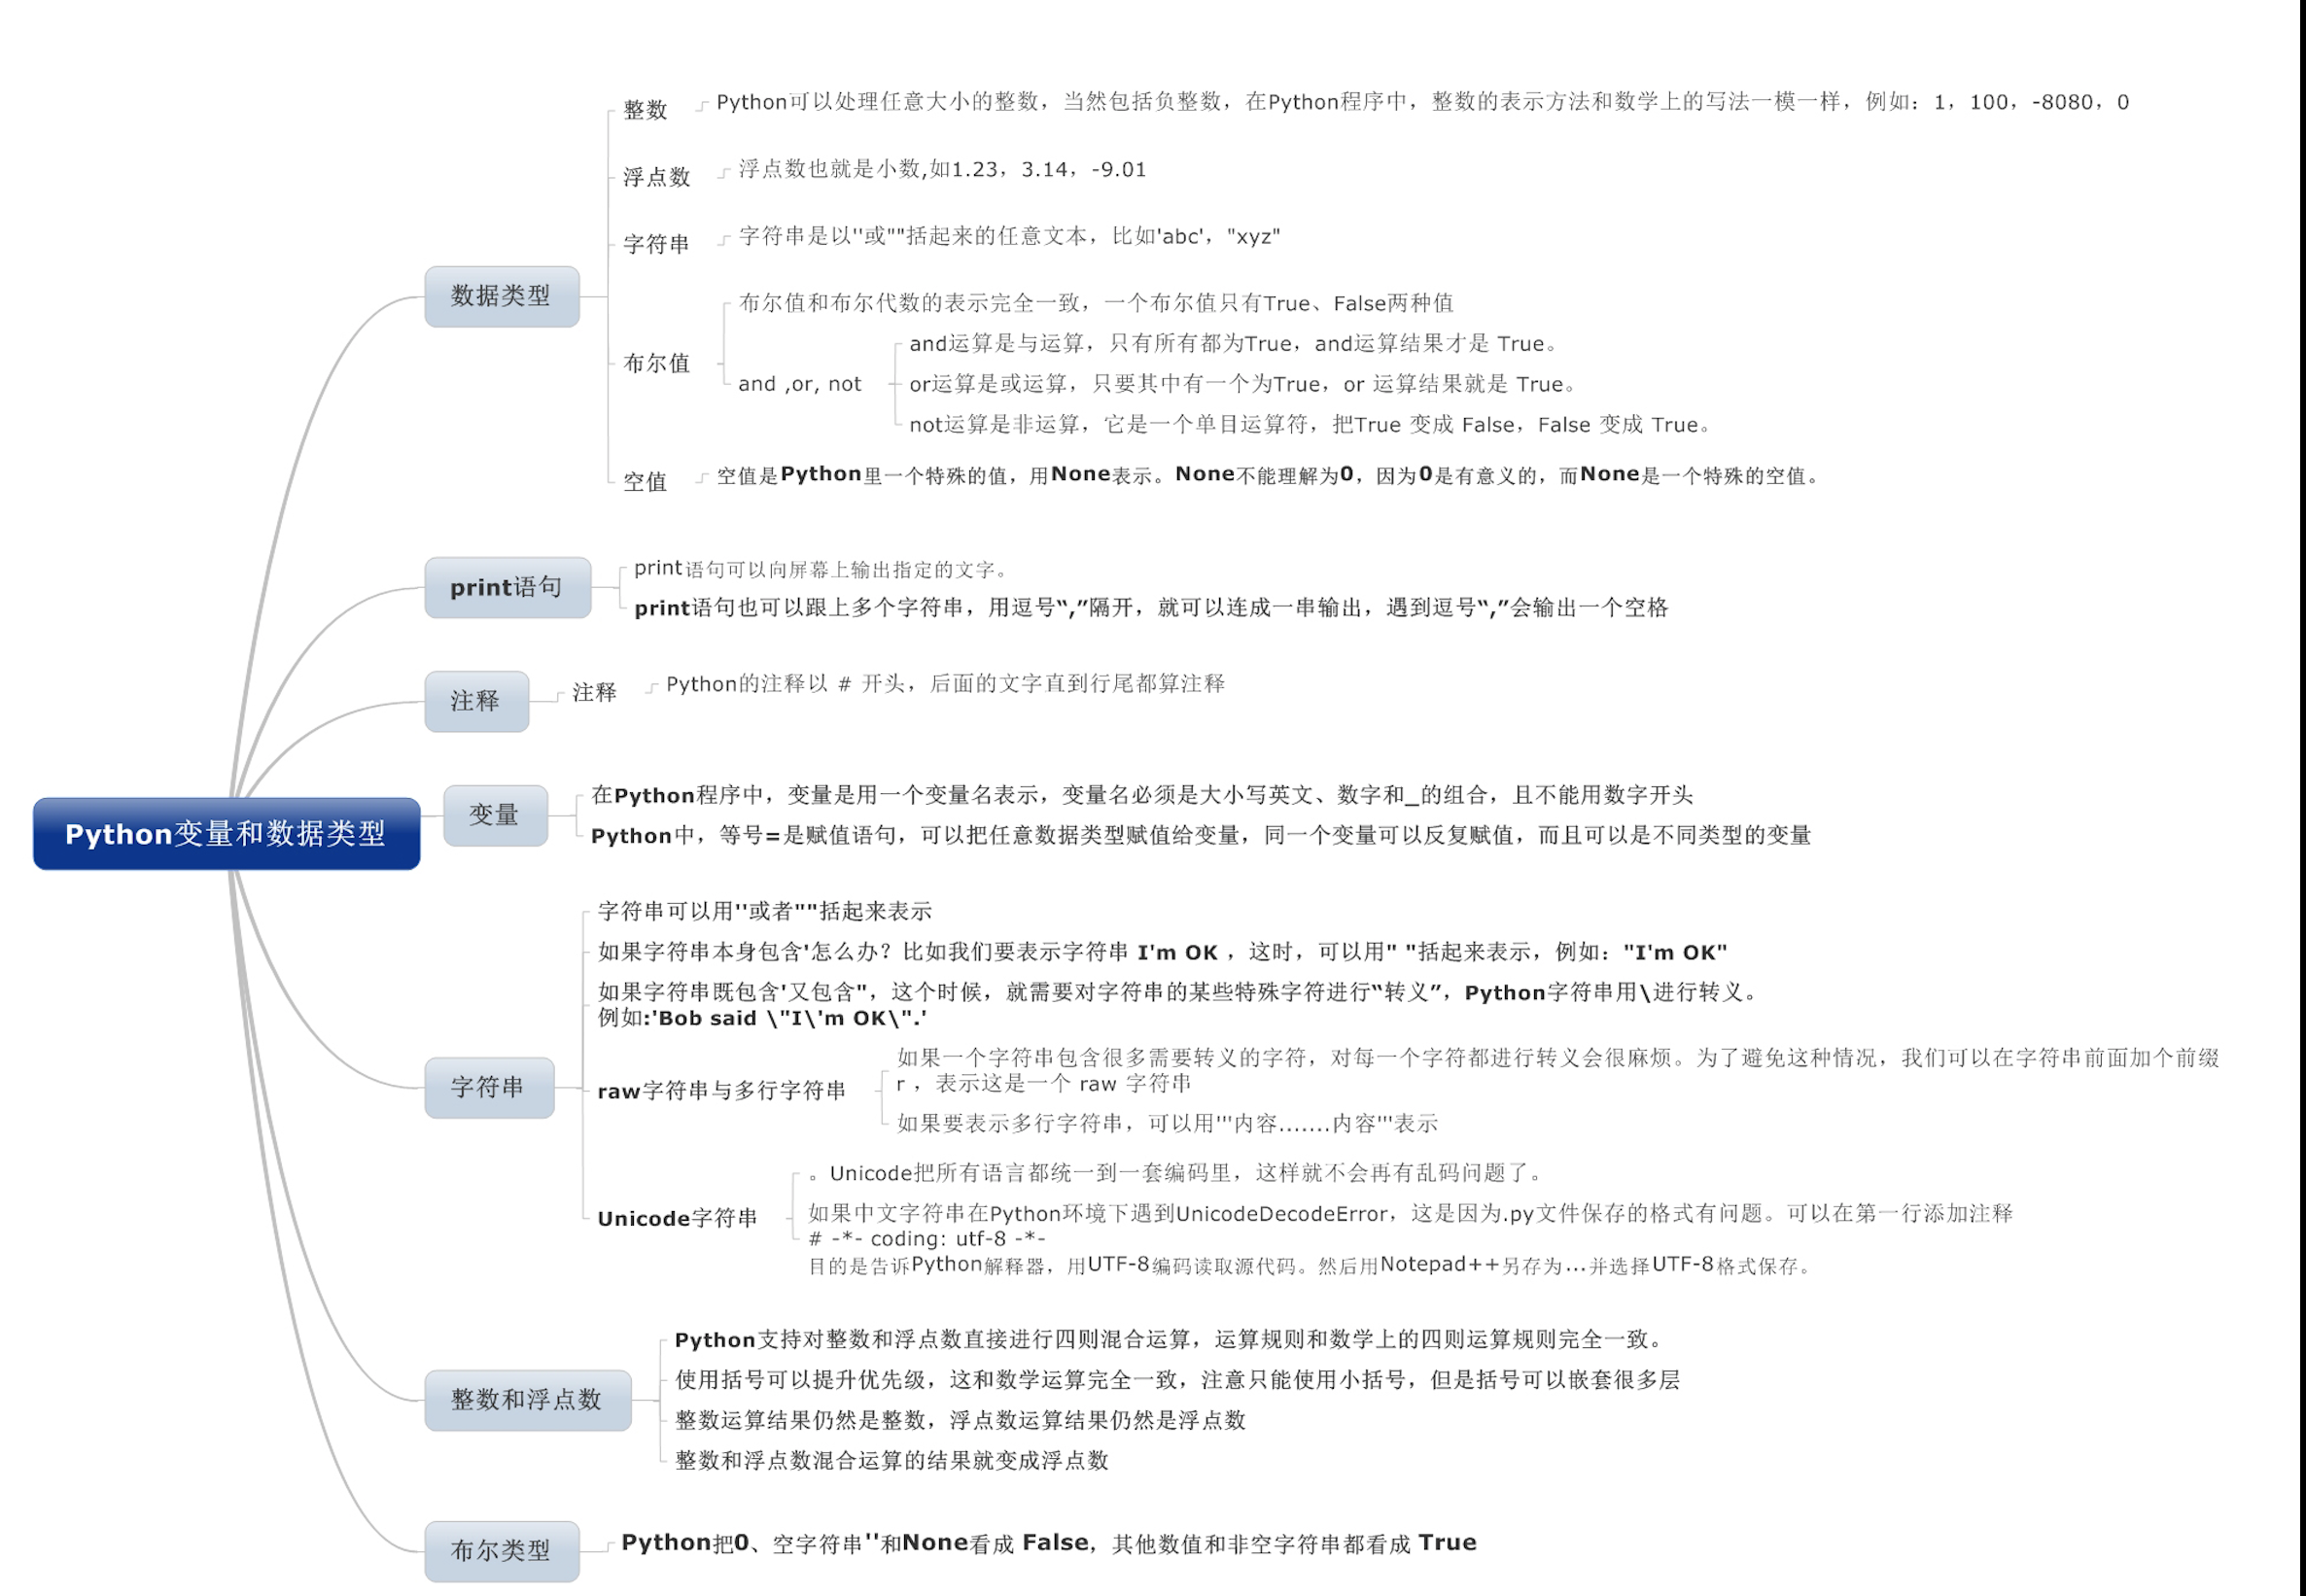 Python变量和数据类型
数据类型
整数
Python可以处理任意大小的整数，当然包括负整数，在Python程序中，整数的表示方法和数学上的写法一模一样，例如：1，100，-8080，0
浮点数
浮点数也就是小数,如1.23，3.14，-9.01
字符串
字符串是以''或""括起来的任意文本，比如'abc'，"xyz"
布尔值
布尔值和布尔代数的表示完全一致，一个布尔值只有True、False两种值
and ,or, not
and运算是与运算，只有所有都为True，and运算结果才是 True。
or运算是或运算，只要其中有一个为True，or 运算结果就是 True。
not运算是非运算，它是一个单目运算符，把True 变成 False，False 变成 True。
空值
空值是Python里一个特殊的值，用None表示。None不能理解为0，因为0是有意义的，而None是一个特殊的空值。
print语句
print语句可以向屏幕上输出指定的文字。
print语句也可以跟上多个字符串，用逗号“,”隔开，就可以连成一串输出，遇到逗号“,”会输出一个空格
注释
注释
Python的注释以 # 开头，后面的文字直到行尾都算注释
变量
在Python程序中，变量是用一个变量名表示，变量名必须是大小写英文、数字和_的组合，且不能用数字开头
Python中，等号=是赋值语句，可以把任意数据类型赋值给变量，同一个变量可以反复赋值，而且可以是不同类型的变量
字符串
字符串可以用''或者""括起来表示
如果字符串本身包含'怎么办？比如我们要表示字符串 I'm OK ，这时，可以用" "括起来表示，例如："I'm OK"
如果字符串既包含'又包含"，这个时候，就需要对字符串的某些特殊字符进行“转义”，Python字符串用\进行转义。
例如:'Bob said \"I\'m OK\".'
raw字符串与多行字符串
如果一个字符串包含很多需要转义的字符，对每一个字符都进行转义会很麻烦。为了避免这种情况，我们可以在字符串前面加个前缀
r ，表示这是一个 raw 字符串
如果要表示多行字符串，可以用'''内容.......内容'''表示
Unicode字符串
。Unicode把所有语言都统一到一套编码里，这样就不会再有乱码问题了。
如果中文字符串在Python环境下遇到UnicodeDecodeError，这是因为.py文件保存的格式有问题。可以在第一行添加注释
# -*- coding: utf-8 -*-
目的是告诉Python解释器，用UTF-8编码读取源代码。然后用Notepad++另存为...并选择UTF-8格式保存。
整数和浮点数
Python支持对整数和浮点数直接进行四则混合运算，运算规则和数学上的四则运算规则完全一致。
使用括号可以提升优先级，这和数学运算完全一致，注意只能使用小括号，但是括号可以嵌套很多层
整数运算结果仍然是整数，浮点数运算结果仍然是浮点数
整数和浮点数混合运算的结果就变成浮点数
布尔类型
Python把0、空字符串''和None看成 False，其他数值和非空字符串都看成 True